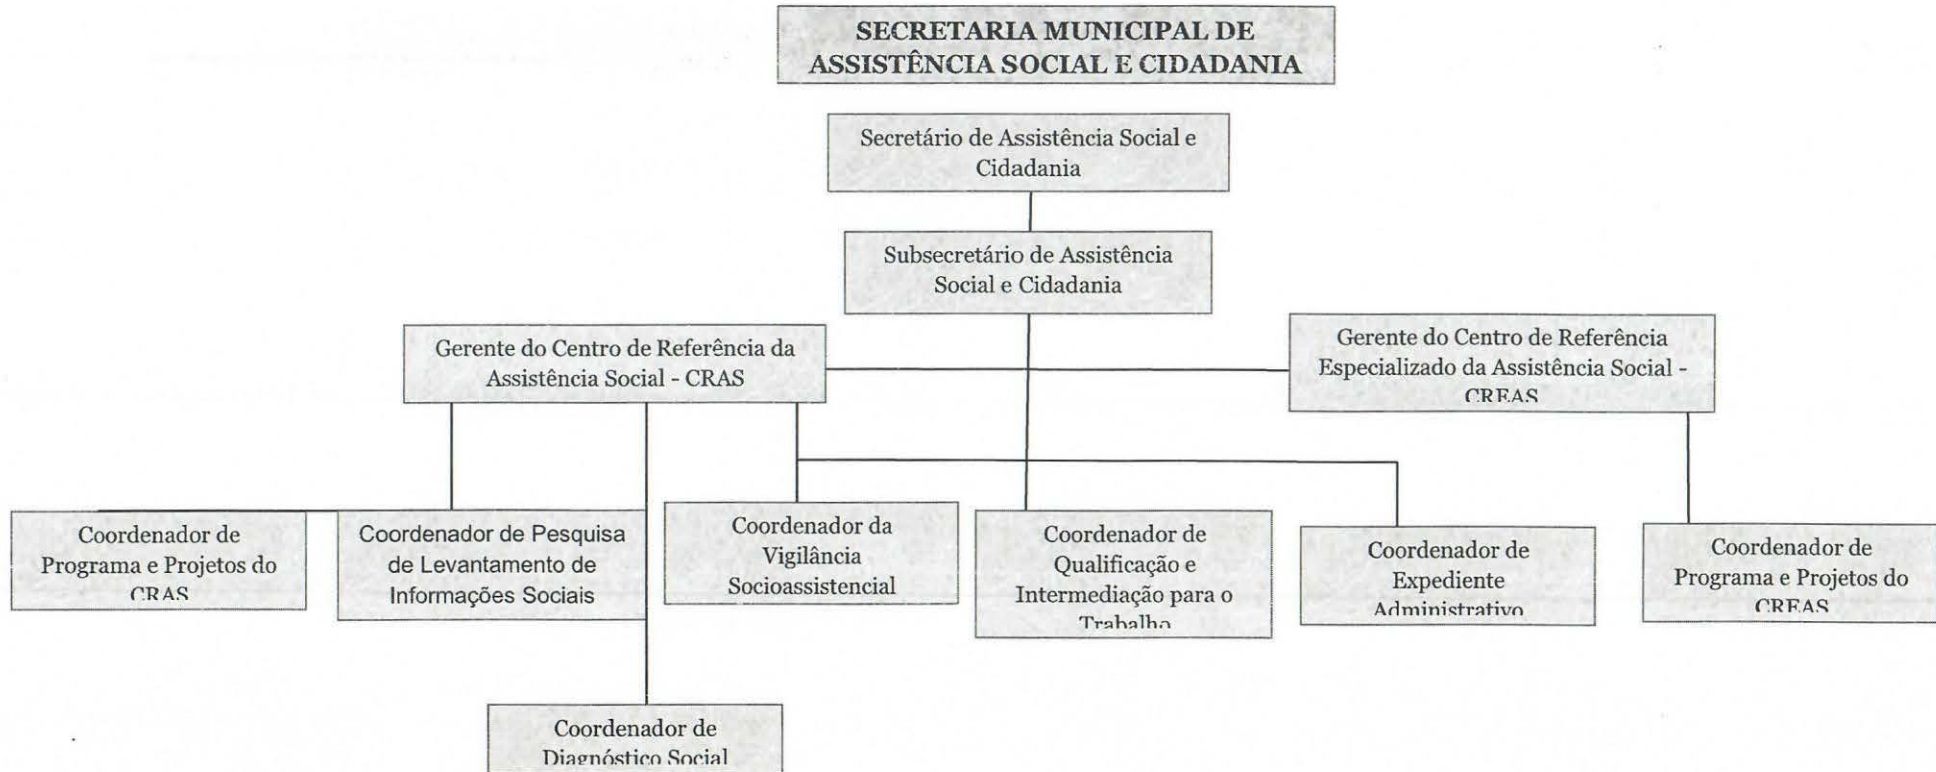 SECRETARIA MUNICIPAL DE
ASSISTÊNCIA SOCIAL E CIDADANIA
Secretário de Assistência Social e
Cidadania
Subsecretário de Assistência
Social e Cidadania
Gerente do Centro de Referência da
Assistência Social - CRAS
Gerente do Centro de Referência
Especializado da Assistência Social -
CREAS
Coordenador de
Programa e Projetos do
CRAS
Coordenador de Pesquisa
de Levantamento de
Informações Sociais
Coordenador da
Vigilância
Socioassistencial
Coordenador de
Qualificação e
Intermediação para o
Trabalho
Coordenador de
Expediente
Administrativo
Coordenador de
Programa e Projetos do
CREAS
Coordenador de
Diagnóstico Social